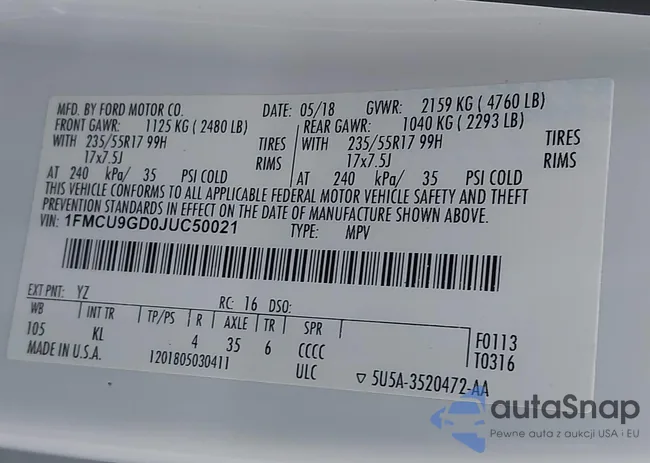 MFD. BY FORD MOTOR CO. DATE: 05/18 GVWR: 2159 KG ( 4760 LB)
FRONT GAWR: 1125 KG ( 2480 LB) REAR GAWR: 1040 KG ( 2293 LB)
WITH 235/55R17 99H TIRES WITH 235/55R17 99H TIRES
17x7.5J RIMS 17x7.5J RIMS
AT 240 kPa/ 35 PSI COLD AT 240 kPa/ 35 PSI COLD
THIS VEHICLE CONFORMS TO ALL APPLICABLE FEDERAL MOTOR VEHICLE SAFETY AND THEFT
PREVENTION STANDARDS IN EFFECT ON THE DATE OF MANUFACTURE SHOWN ABOVE.
VIN: 1FMCU9GD0JUC50021 TYPE: MPV
EXT PNT: YZ RC: 16 DSO:
WB INT TR TP/PS R AXLE TR SPR
105 KL 4 35 6 CCCC
F0113
T0316
MADE IN U.S.A. 1201805030411 ULC ▽ 5U5A-3520472-AA
autaSnap
Pewne auta z aukcji USA i EU